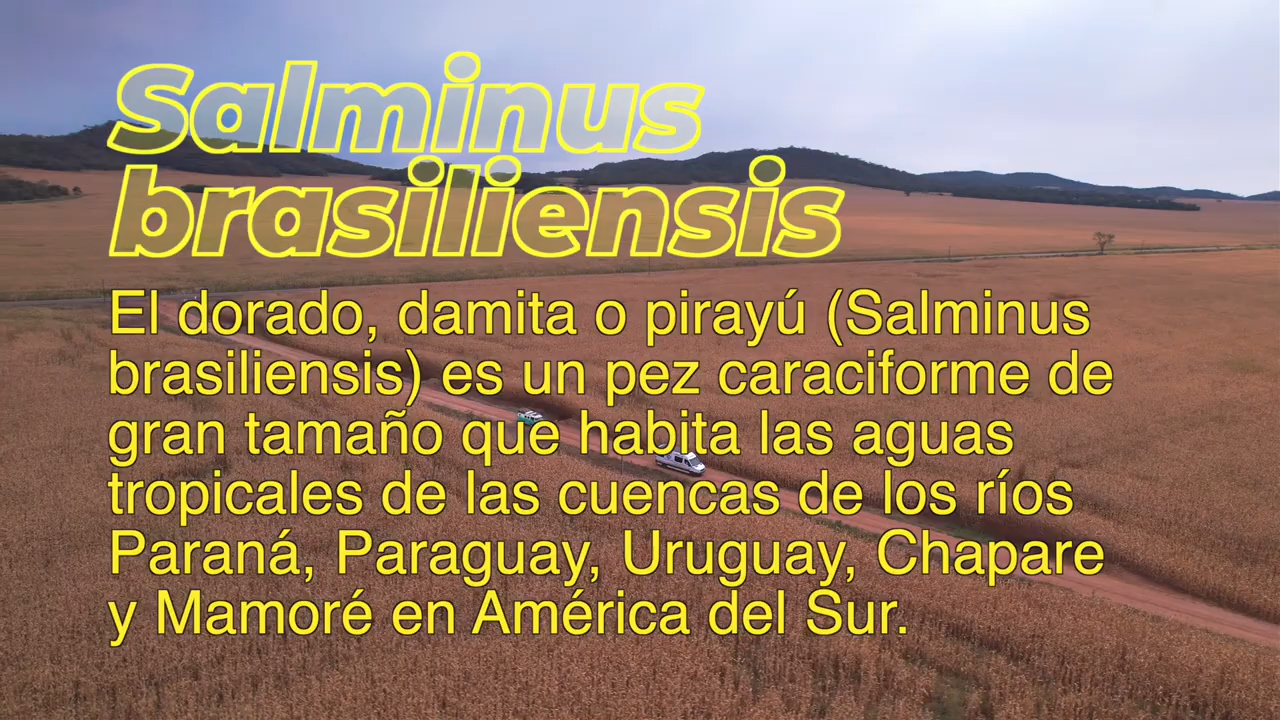 Salminus
brasiliensis
El dorado, damita o pirayú (Salminus
brasiliensis) es un pez caraciforme de
gran tamaño que habita las aguas
tropicales de las cuencas de los ríos
Paraná, Paraguay, Uruguay, Chapare
y Mamoré en América del Sur.